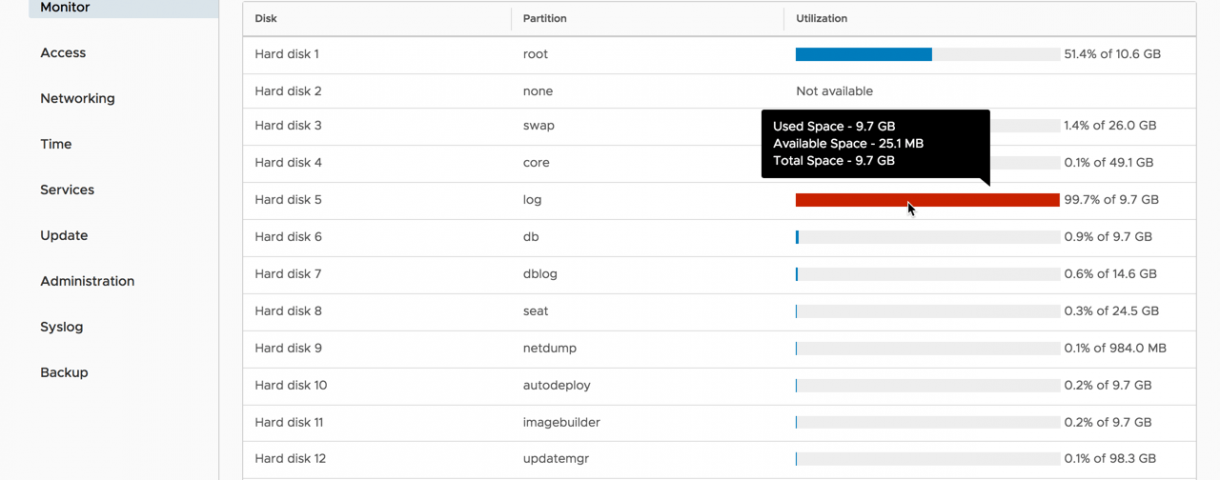 Monitor
Access
Networking
Time
Services
Update
Administration
Syslog
Backup
Disk Partition Utilization
Hard disk 1 root 51.4% of 10.6 GB
Hard disk 2 none Not available
Hard disk 3 swap 1.4% of 26.0 GB
Used Space - 9.7 GB
Available Space - 25.1 MB
Total Space - 9.7 GB
Hard disk 4 core 0.1% of 49.1 GB
Hard disk 5 log 99.7% of 9.7 GB
Hard disk 6 db 0.9% of 9.7 GB
Hard disk 7 dblog 0.6% of 14.6 GB
Hard disk 8 seat 0.3% of 24.5 GB
Hard disk 9 netdump 0.1% of 984.0 MB
Hard disk 10 autodeploy 0.2% of 9.7 GB
Hard disk 11 imagebuilder 0.2% of 9.7 GB
Hard disk 12 updatemgr 0.1% of 98.3 GB